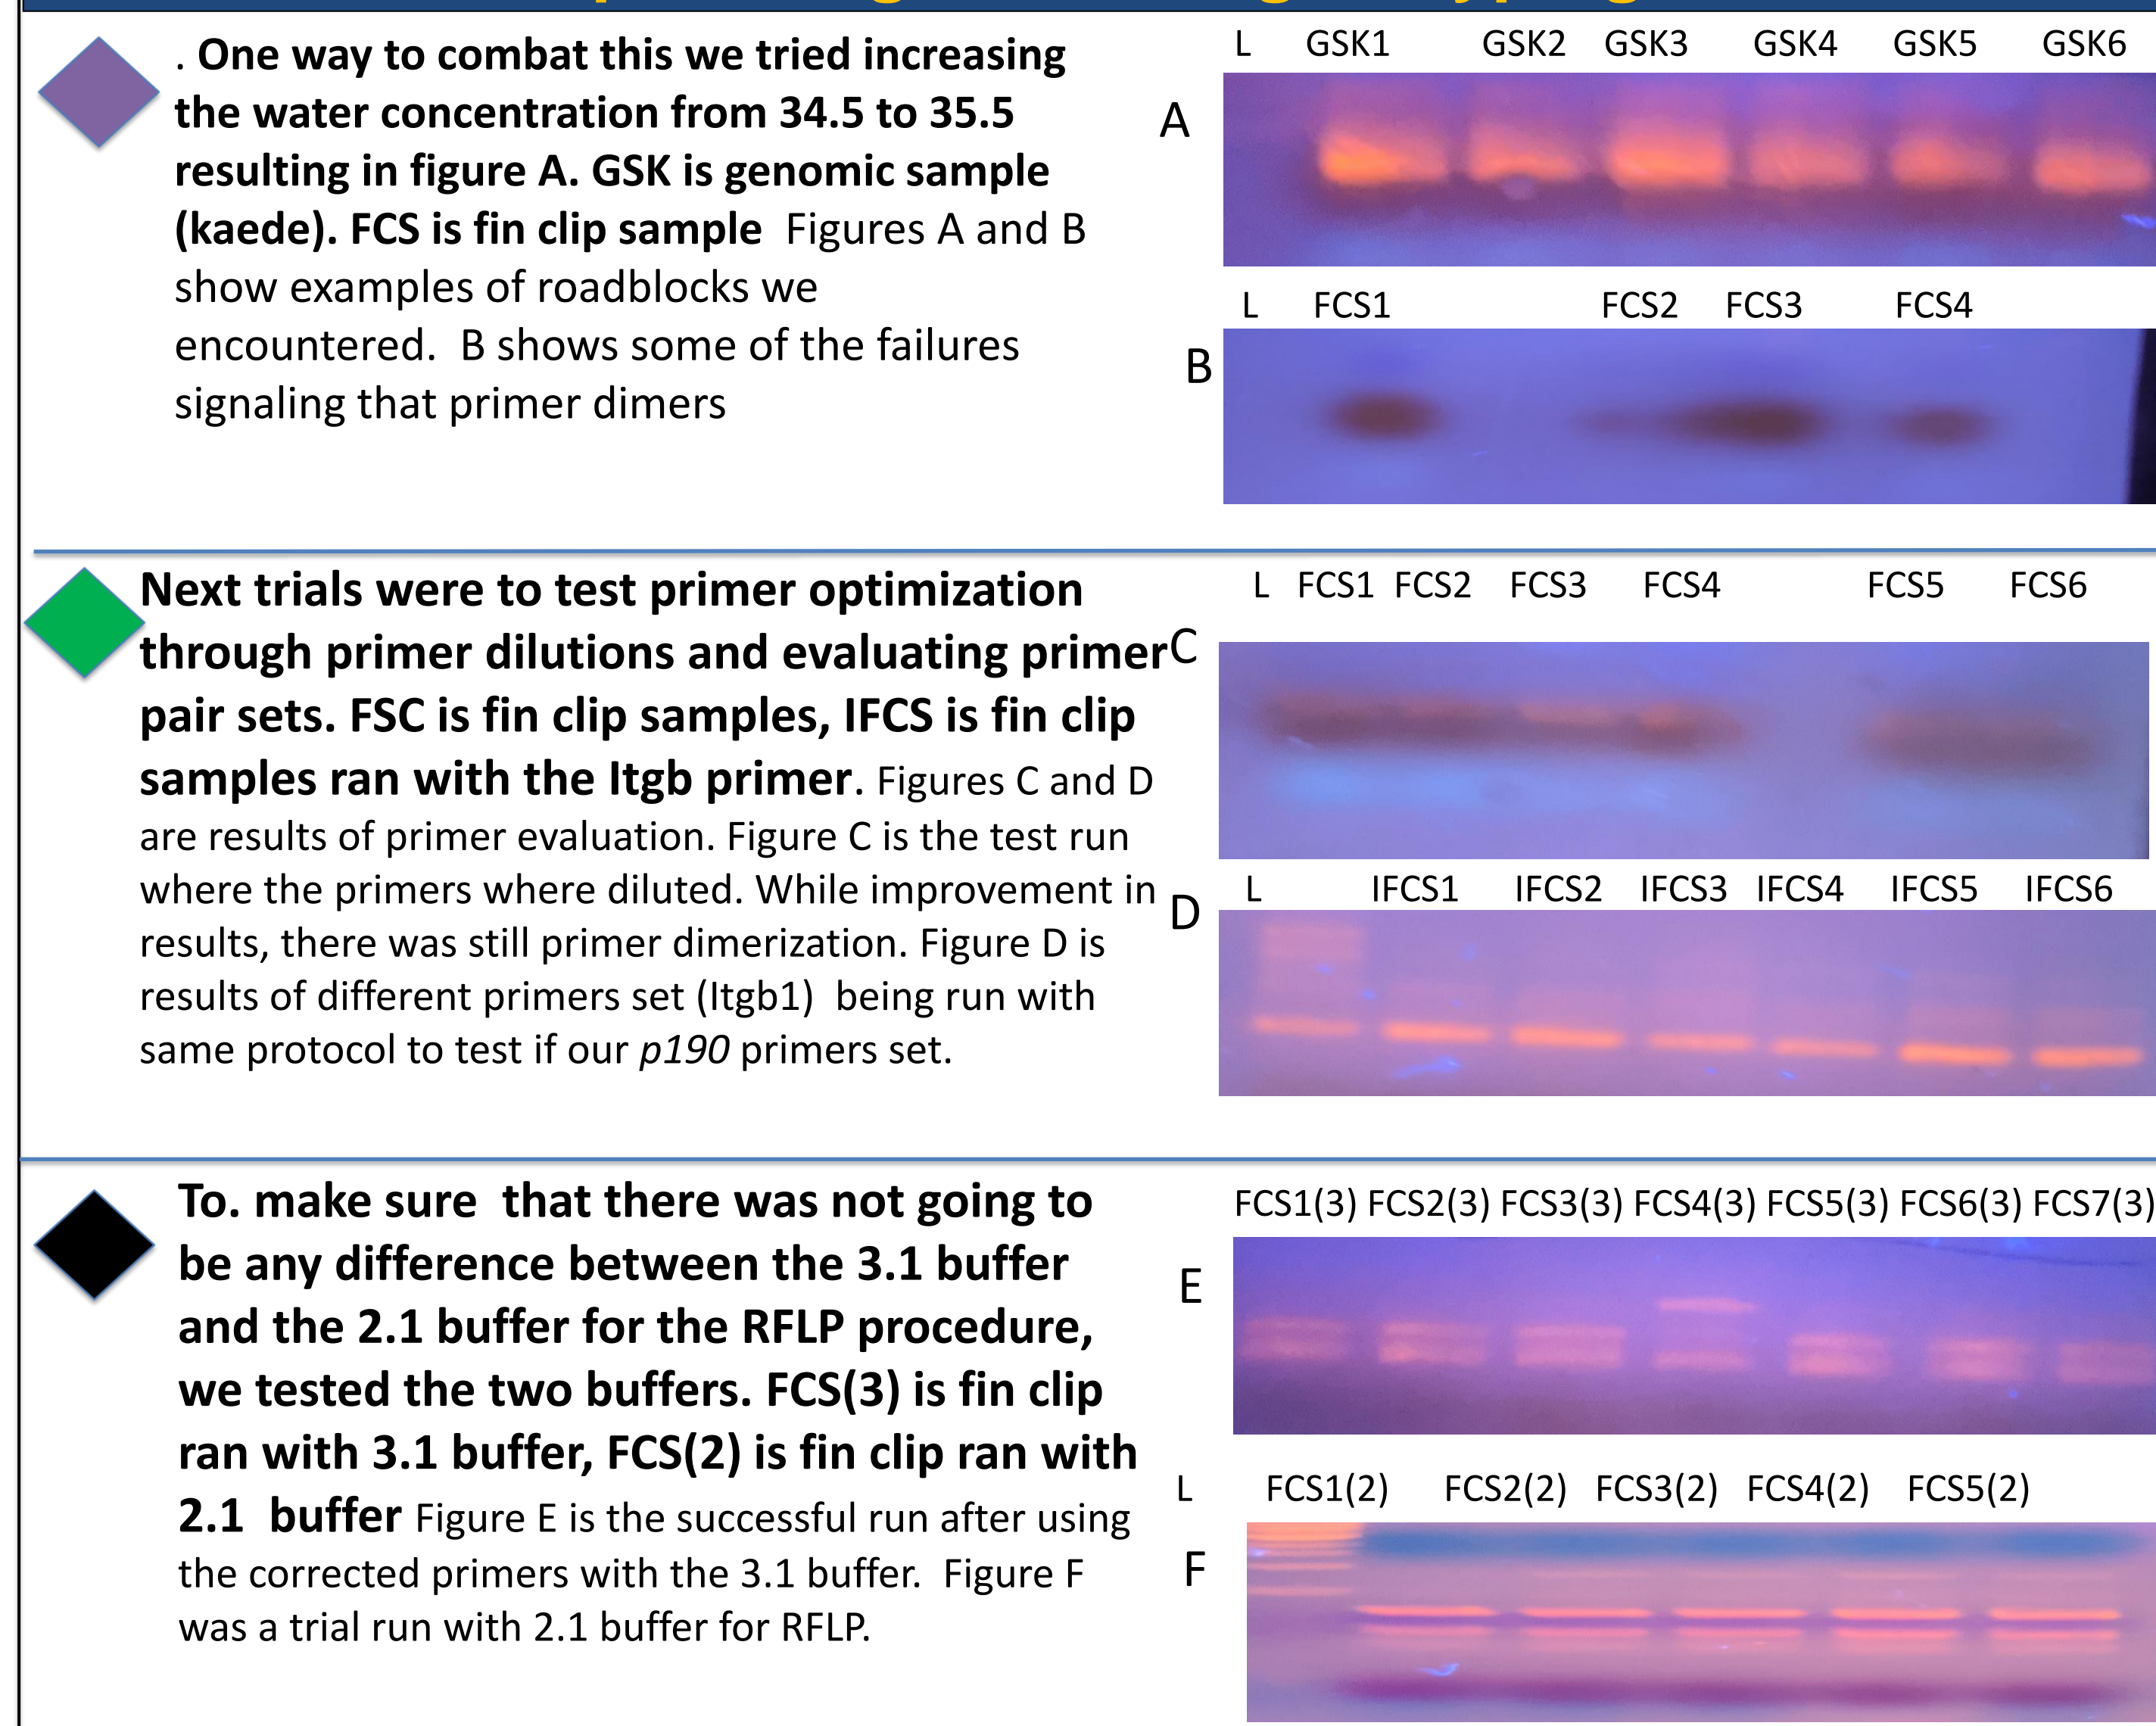 . One way to combat this we tried increasing
the water concentration from 34.5 to 35.5
resulting in figure A. GSK is genomic sample
(kaede). FCS is fin clip sample  Figures A and B
show examples of roadblocks we
encountered.  B shows some of the failures
signaling that primer dimers
L GSK1 GSK2 GSK3 GSK4 GSK5 GSK6
A
L FCS1 FCS2 FCS3 FCS4
B
Next trials were to test primer optimization
through primer dilutions and evaluating primer
pair sets. FSC is fin clip samples, IFCS is fin clip
samples ran with the Itgb primer. Figures C and D
are results of primer evaluation. Figure C is the test run
where the primers where diluted. While improvement in
results, there was still primer dimerization. Figure D is
results of different primers set (Itgb1)  being run with
same protocol to test if our p190 primers set.
L FCS1 FCS2 FCS3 FCS4 FCS5 FCS6
C
L IFCS1 IFCS2 IFCS3 IFCS4 IFCS5 IFCS6
D
To. make sure  that there was not going to
be any difference between the 3.1 buffer
and the 2.1 buffer for the RFLP procedure,
we tested the two buffers. FCS(3) is fin clip
ran with 3.1 buffer, FCS(2) is fin clip ran with
2.1  buffer Figure E is the successful run after using
the corrected primers with the 3.1 buffer.  Figure F
was a trial run with 2.1 buffer for RFLP.
FCS1(3) FCS2(3) FCS3(3) FCS4(3) FCS5(3) FCS6(3) FCS7(3)
E
L FCS1(2) FCS2(2) FCS3(2) FCS4(2) FCS5(2)
F